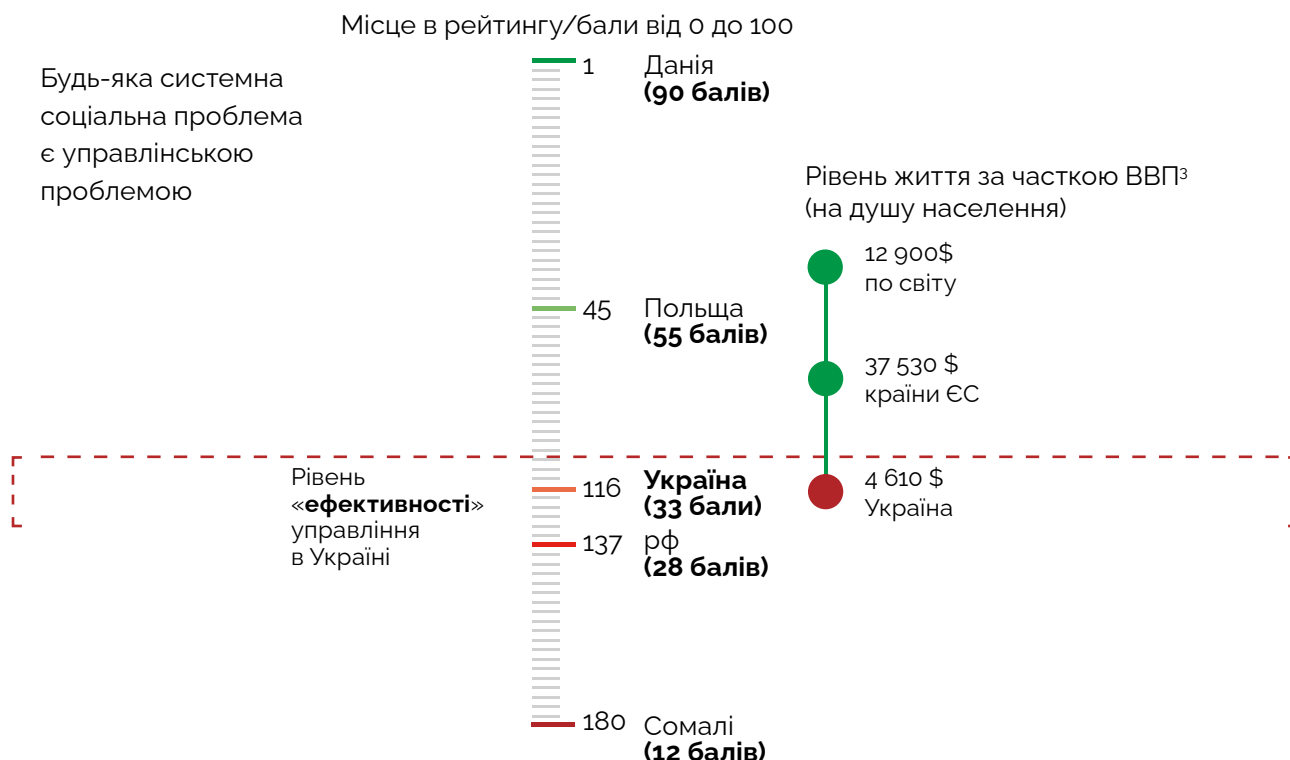 Місце в рейтингу/бали від 0 до 100
Будь-яка системна
соціальна проблема
є управлінською
проблемою
1 Данія
(90 балів)
45 Польща
(55 балів)
Рівень життя за часткою ВВП³
(на душу населення)
12 900$
по світу
37 530 $
країни ЄС
4 610 $
Україна
Рівень
«ефективності»
управління
в Україні
116 Україна
(33 бали)
137 рф
(28 балів)
180 Сомалі
(12 балів)